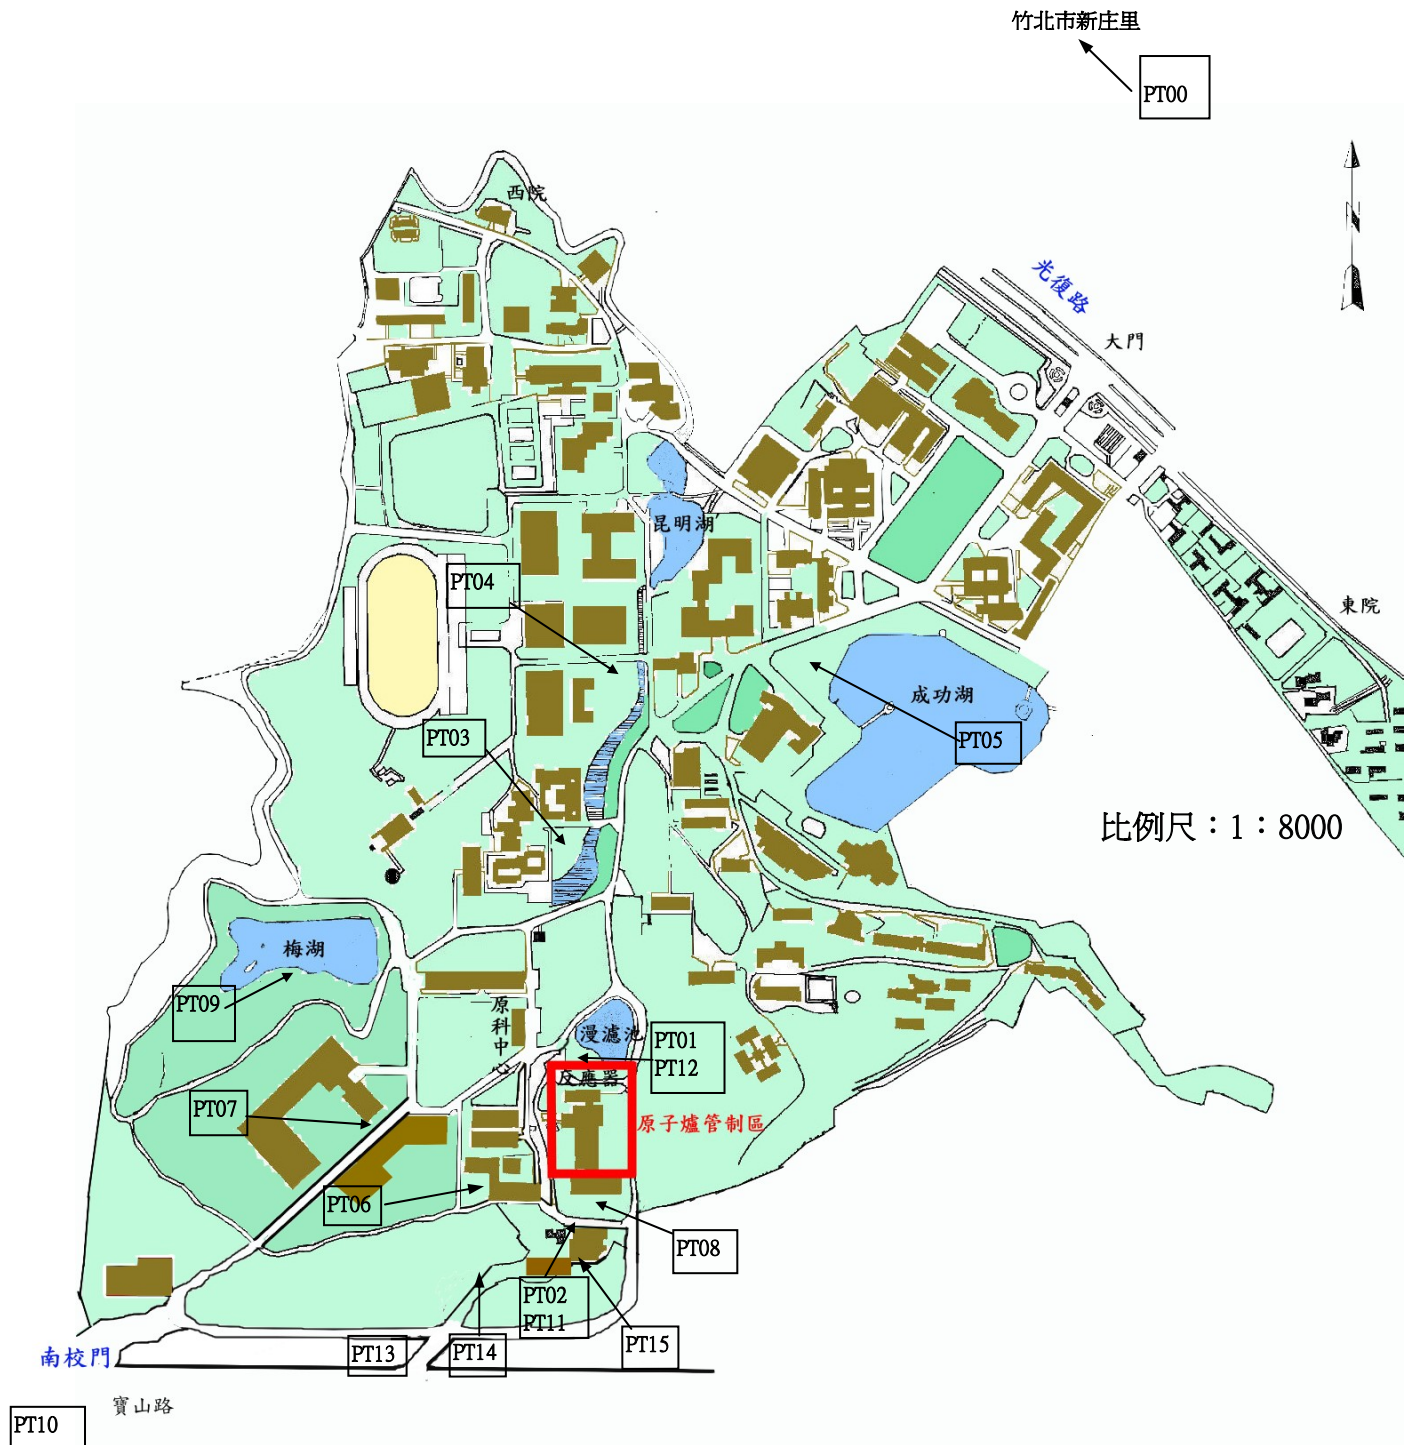 竹北市新庄里
PT00
西院
光復路
大門
昆明湖
PT04
東院
成功湖
PT03
PT05
比例尺：1：8000
梅湖
PT09
原科中心
漫濾池
PT01
PT12
反應器
PT07
原子爐管制區
PT06
PT08
PT02
PT11
PT15
PT13
PT14
南校門
寶山路
PT10
N